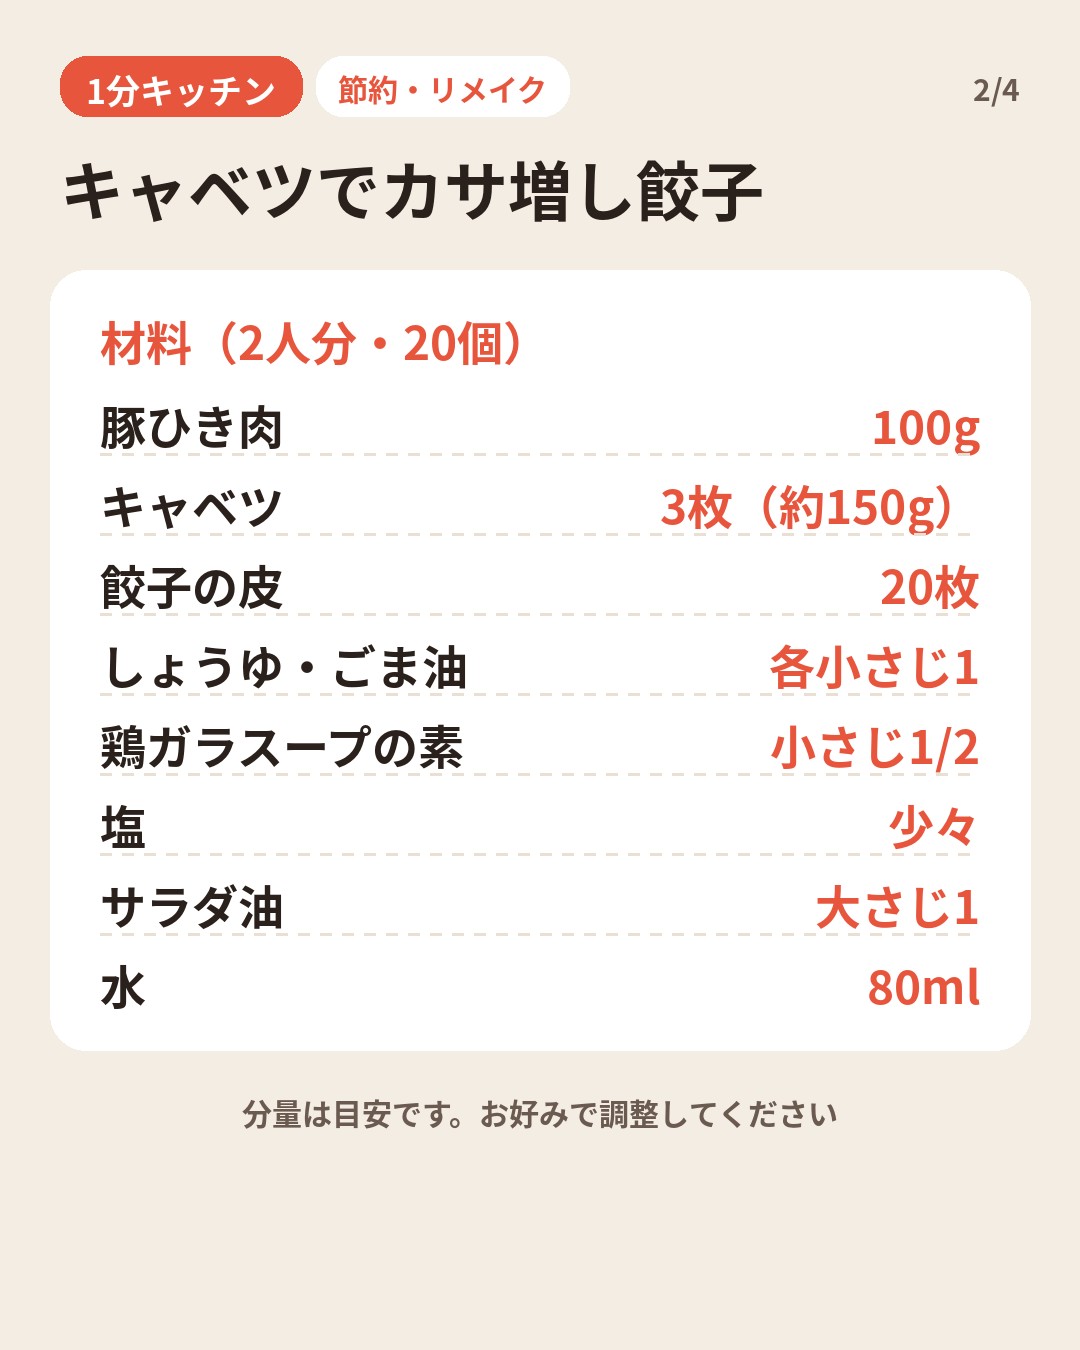 1分キッチン 節約・リメイク 2/4
キャベツでカサ増し餃子
材料（2人分・20個）
豚ひき肉 100g
キャベツ 3枚（約150g）
餃子の皮 20枚
しょうゆ・ごま油 各小さじ1
鶏ガラスープの素 小さじ1/2
塩 少々
サラダ油 大さじ1
水 80ml
分量は目安です。お好みで調整してください